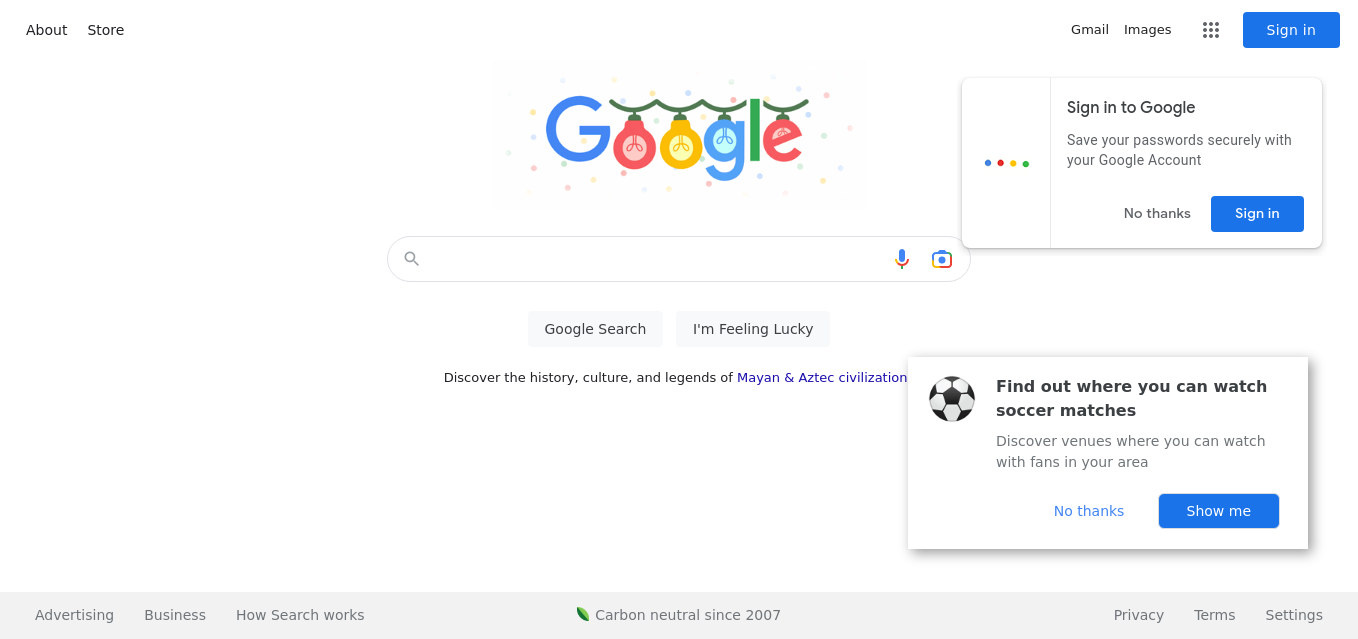 About Store
Gmail Images
Sign in
Google
Sign in to Google
Save your passwords securely with
your Google Account
No thanks Sign in
Google Search I'm Feeling Lucky
Discover the history, culture, and legends of Mayan & Aztec civilization
Find out where you can watch
soccer matches
Discover venues where you can watch
with fans in your area
No thanks Show me
Advertising Business How Search works
Carbon neutral since 2007
Privacy Terms Settings